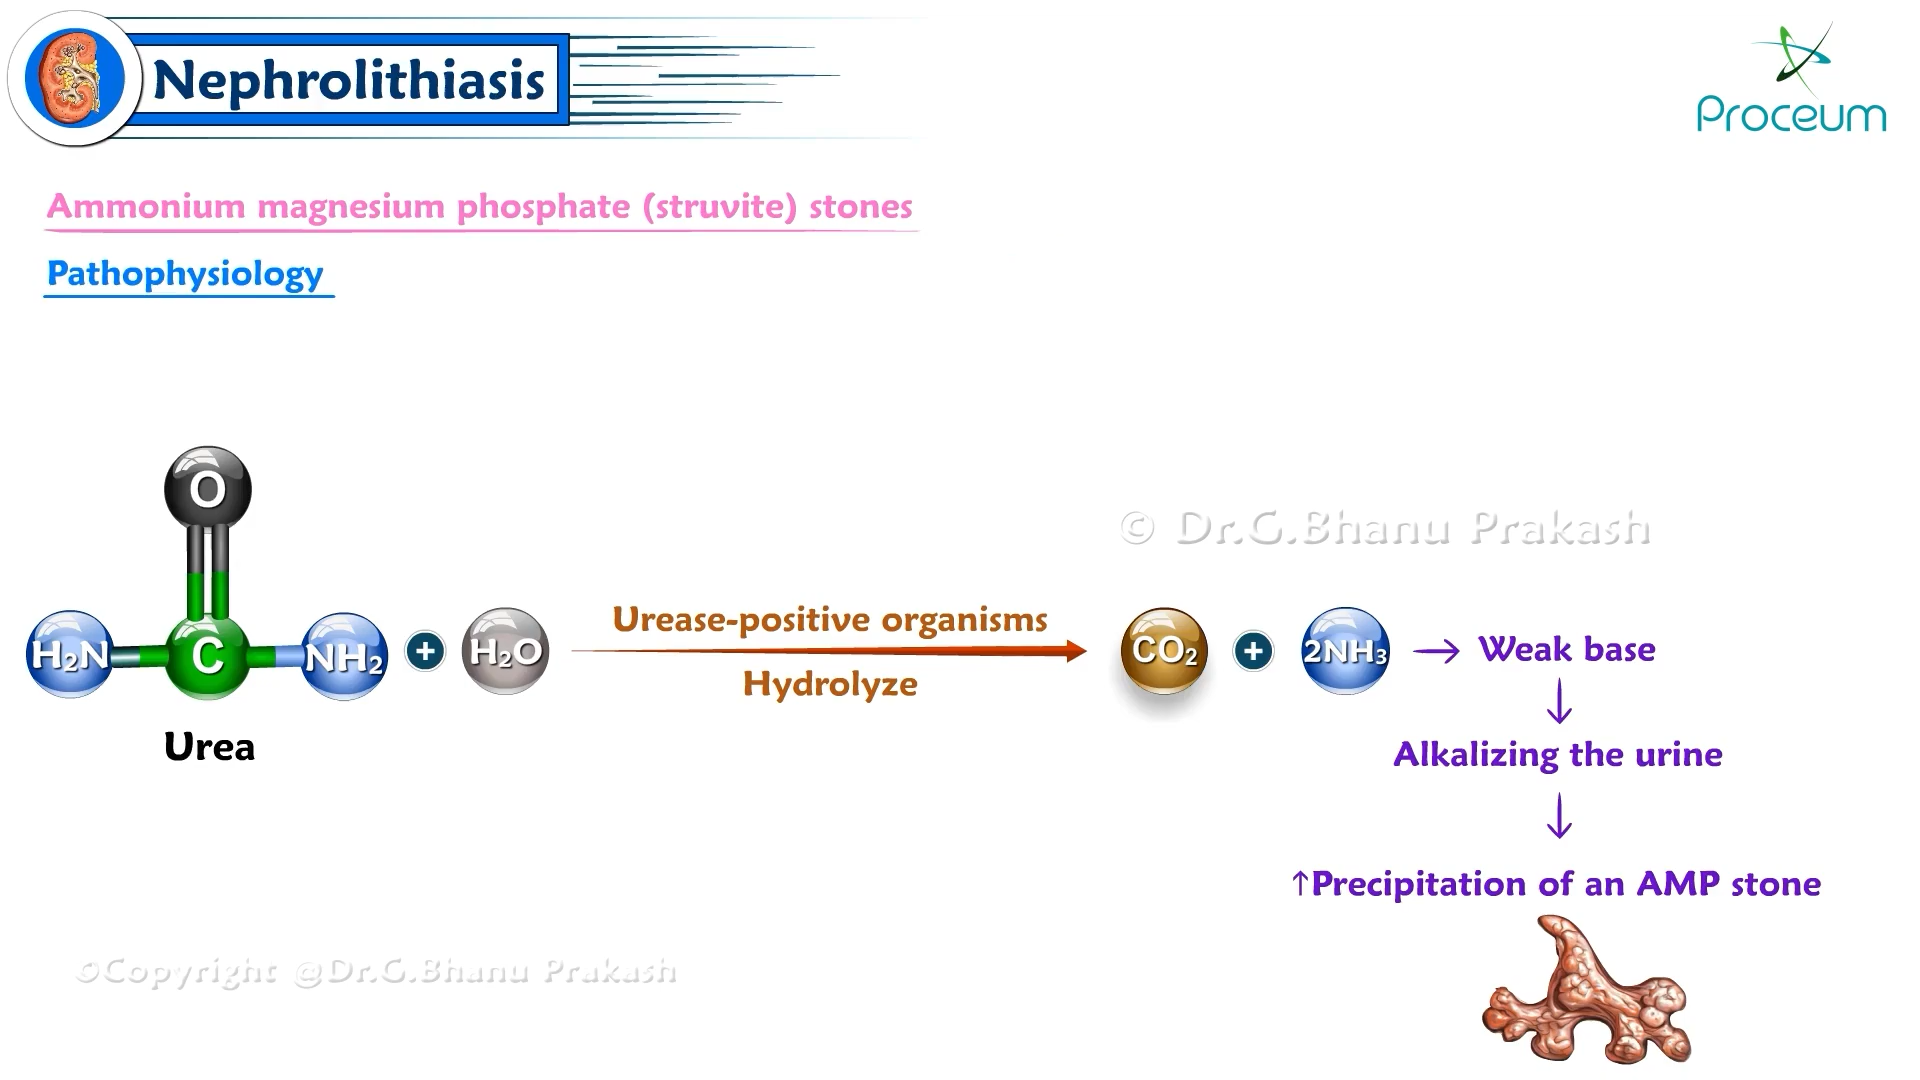 Nephrolithiasis
Proceum
Ammonium magnesium phosphate (struvite) stones
Pathophysiology
O
© Dr.G.Bhanu Prakash
H₂N C NH₂ + H₂O
Urease-positive organisms
Hydrolyze
CO₂ + 2NH₃ → Weak base
Urea
↓
Alkalizing the urine
↓
↑Precipitation of an AMP stone
©Copyright @Dr.G.Bhanu Prakash